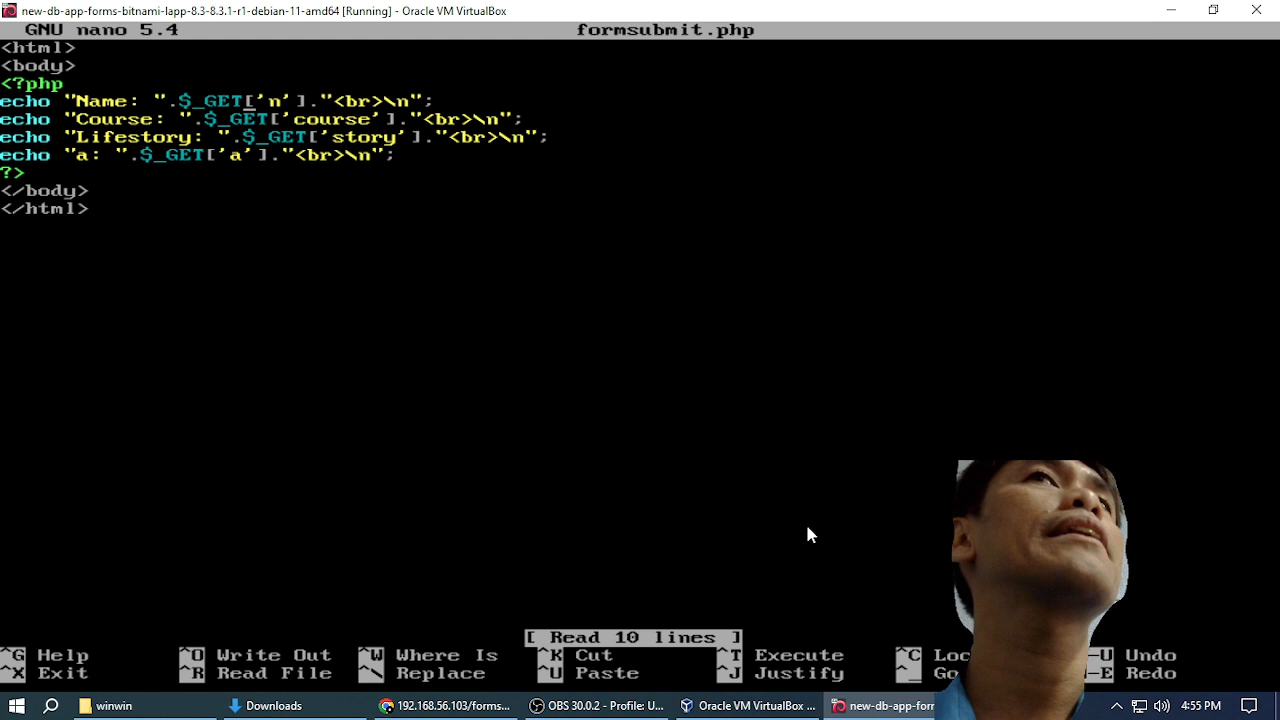 new-db-app-forms-bitnami-lapp-8.3-8.3.1-r1-debian-11-amd64 [Running] - Oracle VM VirtualBox
GNU nano 5.4 formsubmit.php
<html>
<body>
<?php
echo "Name: ".$_GET['n']."<br>\n";
echo "Course: ".$_GET['course']."<br>\n";
echo "Lifestory: ".$_GET['story']."<br>\n";
echo "a: ".$_GET['a']."<br>\n";
?>
</body>
</html>
[ Read 10 lines ]
^G Help ^O Write Out ^W Where Is ^K Cut ^T Execute ^C Loc -U Undo
^X Exit ^R Read File ^\ Replace ^U Paste ^J Justify ^_ Go -E Redo
winwin Downloads 192.168.56.103/forms... OBS 30.0.2 - Profile: U... Oracle VM VirtualBox ... new-db-app-form 4:55 PM